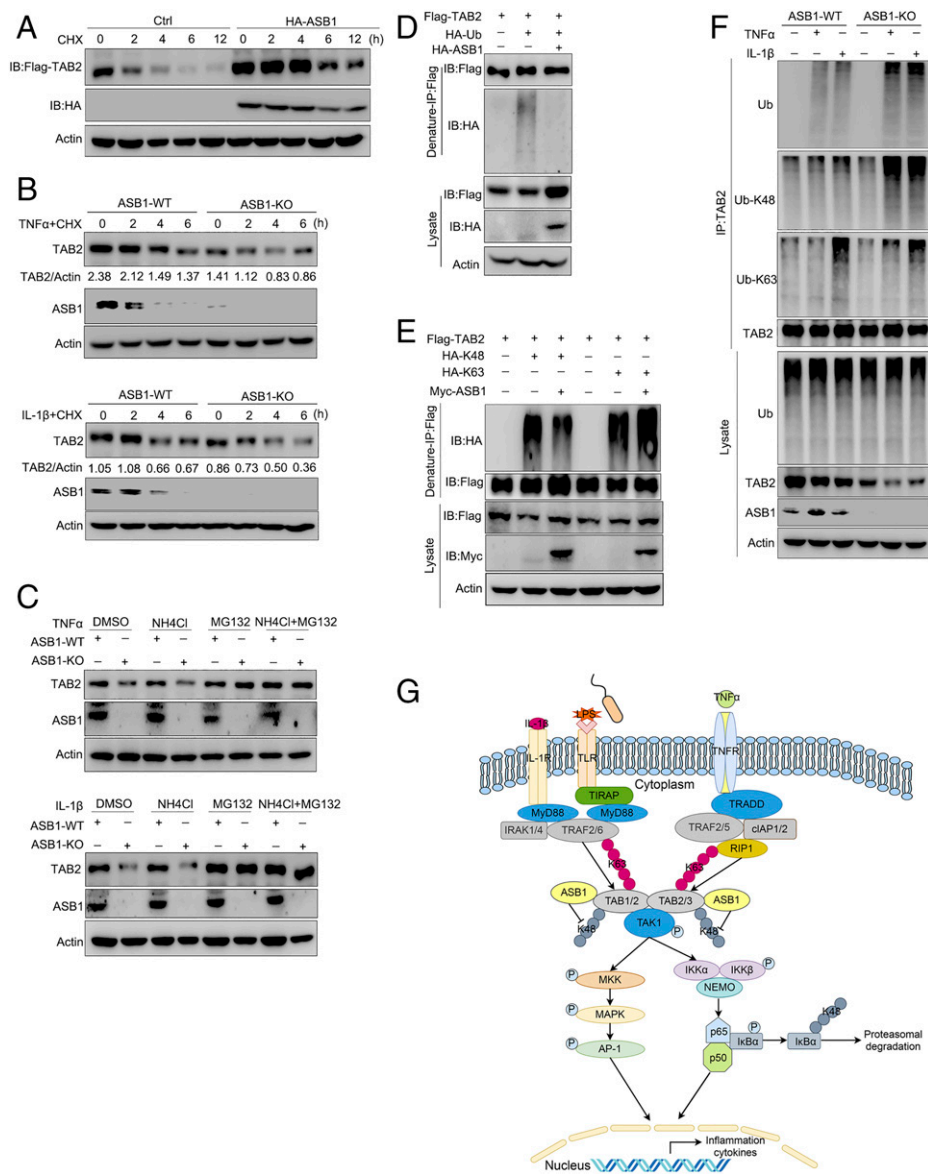 A
Ctrl HA-ASB1
CHX 0 2 4 6 12 0 2 4 6 12 (h)
IB:Flag-TAB2
IB:HA
Actin
B
ASB1-WT ASB1-KO
TNFα+CHX 0 2 4 6 0 2 4 6 (h)
TAB2
TAB2/Actin 2.38 2.12 1.49 1.37 1.41 1.12 0.83 0.86
ASB1
Actin
ASB1-WT ASB1-KO
IL-1β+CHX 0 2 4 6 0 2 4 6 (h)
TAB2
TAB2/Actin 1.05 1.08 0.66 0.67 0.86 0.73 0.50 0.36
ASB1
Actin
C
TNFα DMSO NH4Cl MG132 NH4Cl+MG132
ASB1-WT + – + – + – + –
ASB1-KO – + – + – + – +
TAB2
ASB1
Actin
IL-1β DMSO NH4Cl MG132 NH4Cl+MG132
ASB1-WT + – + – + – + –
ASB1-KO – + – + – + – +
TAB2
ASB1
Actin
D
Flag-TAB2 + + +
HA-Ub – + +
HA-ASB1 – – +
Denature-IP:Flag
IB:Flag
IB:HA
Lysate
IB:Flag
IB:HA
Actin
E
Flag-TAB2 + + + + + +
HA-K48 – + + – – –
HA-K63 – – – – + +
Myc-ASB1 – – + – – +
Denature-IP:Flag
IB:HA
IB:Flag
Lysate
IB:Flag
IB:Myc
Actin
F
ASB1-WT ASB1-KO
TNFα – + – – + –
IL-1β – – + – – +
IP:TAB2
Ub
Ub-K48
Ub-K63
TAB2
Lysate
Ub
TAB2
ASB1
Actin
G
IL-1β LPS TNFα
IL-1R TLR TNFR
Cytoplasm
TIRAP TRADD
MyD88 MyD88
IRAK1/4 TRAF2/6 TRAF2/5 cIAP1/2
RIP1
K63 K63
ASB1 TAB1/2 TAB2/3 ASB1
K48 TAK1 P K48
P MKK IKKα IKKβ P
NEMO
P MAPK
K48
p65 P
IκBα IκBα Proteasomal
degradation
P AP-1 p50
Inflammation
cytokines
Nucleus